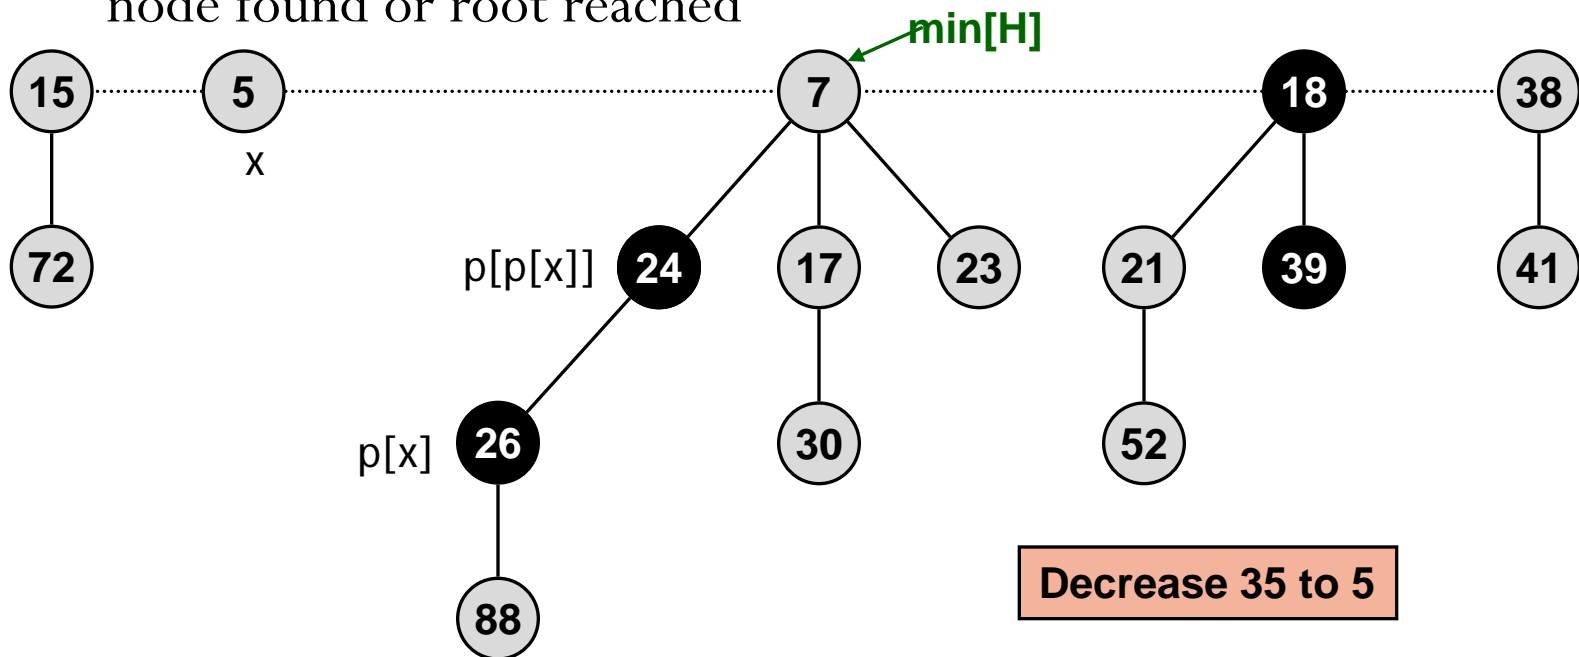 node found or root reached
min[H]
15 5 7 18 38
x
72 p[p[x]] 24 17 23 21 39 41
p[x] 26 30 52
Decrease 35 to 5
88